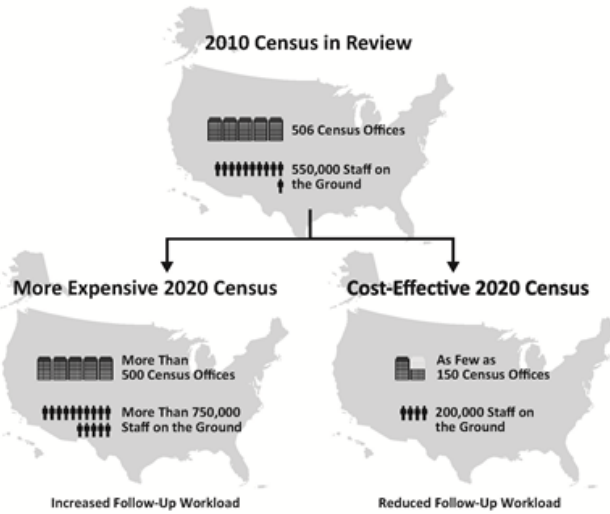 2010 Census in Review
506 Census Offices
550,000 Staff on
the Ground
More Expensive 2020 Census
More Than
500 Census Offices
More Than 750,000
Staff on the Ground
Increased Follow-Up Workload
Cost-Effective 2020 Census
As Few as
150 Census Offices
200,000 Staff on
the Ground
Reduced Follow-Up Workload